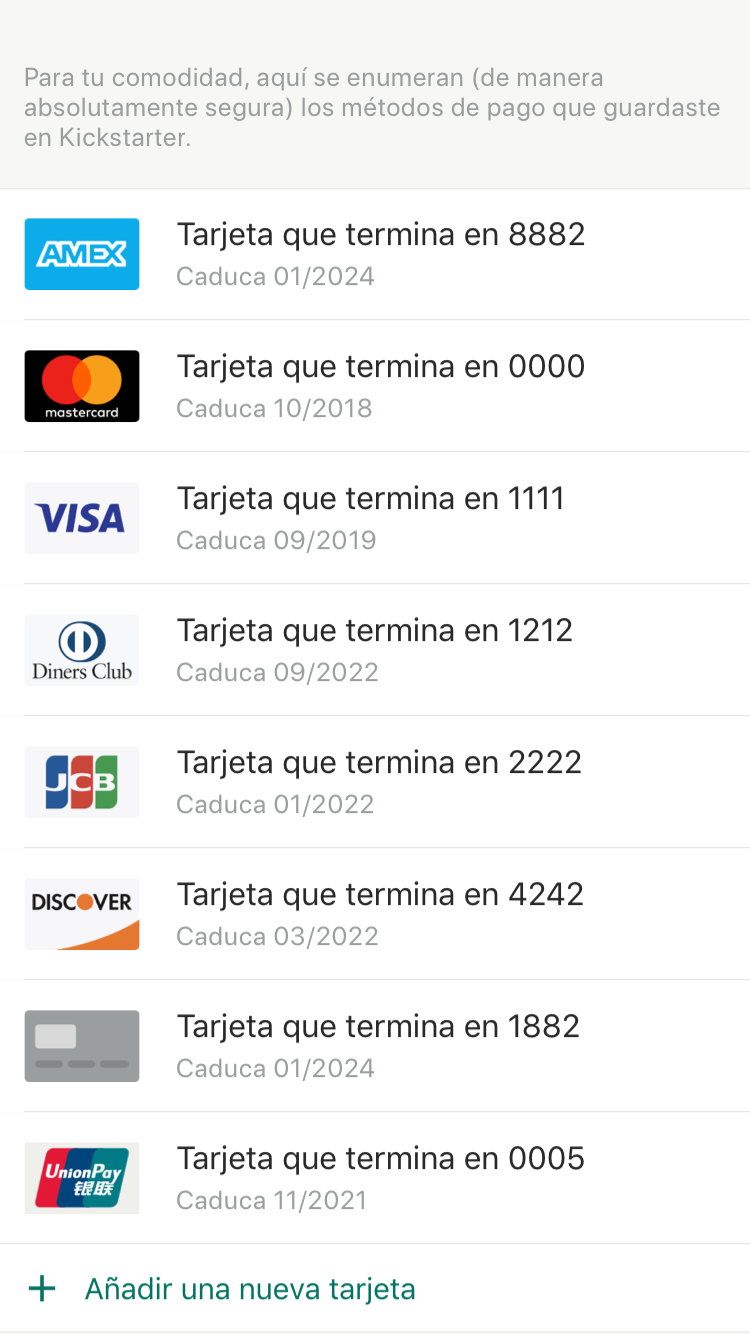 Para tu comodidad, aquí se enumeran (de manera
absolutamente segura) los métodos de pago que guardaste
en Kickstarter.
AMEX
Tarjeta que termina en 8882
Caduca 01/2024
mastercard
Tarjeta que termina en 0000
Caduca 10/2018
VISA
Tarjeta que termina en 1111
Caduca 09/2019
Diners Club
Tarjeta que termina en 1212
Caduca 09/2022
JCB
Tarjeta que termina en 2222
Caduca 01/2022
DISCOVER
Tarjeta que termina en 4242
Caduca 03/2022
Tarjeta que termina en 1882
Caduca 01/2024
UnionPay
银联
Tarjeta que termina en 0005
Caduca 11/2021
+ Añadir una nueva tarjeta